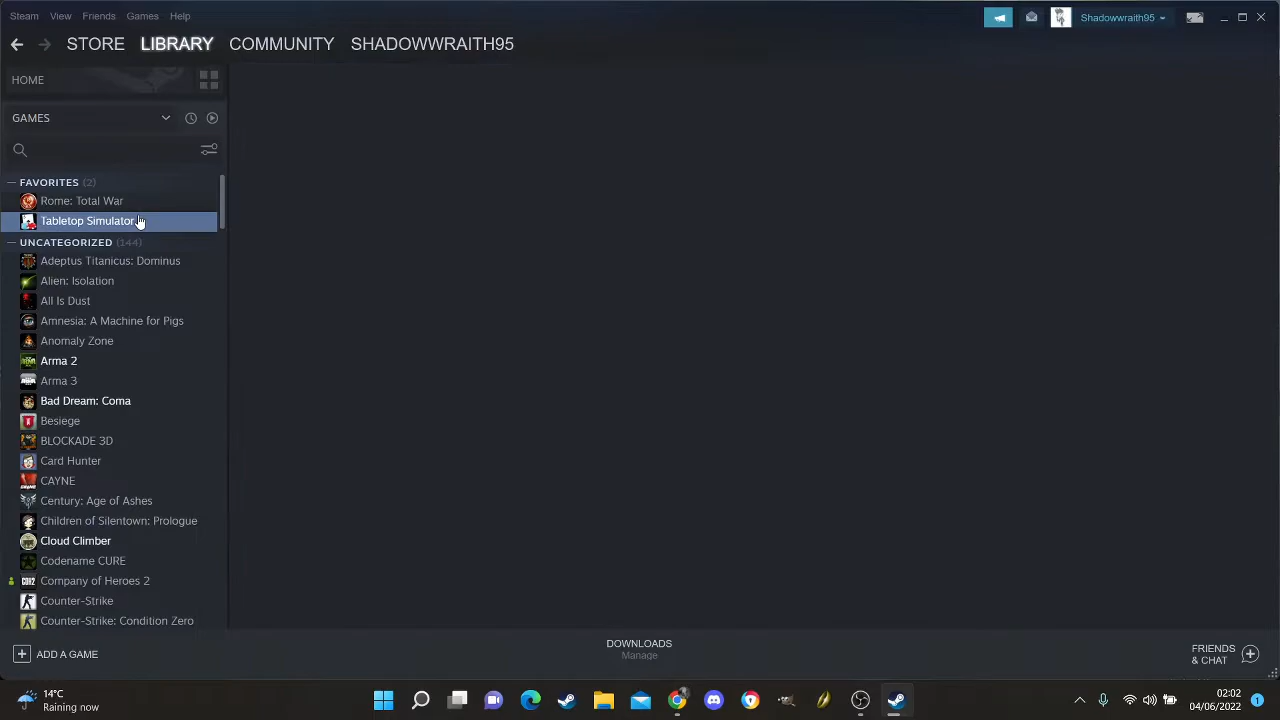 Steam View Friends Games Help
Shadowwraith95
STORE LIBRARY COMMUNITY SHADOWWRAITH95
HOME
GAMES
FAVORITES (2)
Rome: Total War
Tabletop Simulator
UNCATEGORIZED (144)
Adeptus Titanicus: Dominus
Alien: Isolation
All Is Dust
Amnesia: A Machine for Pigs
Anomaly Zone
Arma 2
Arma 3
Bad Dream: Coma
Besiege
BLOCKADE 3D
Card Hunter
CAYNE
Century: Age of Ashes
Children of Silentown: Prologue
Cloud Climber
Codename CURE
Company of Heroes 2
Counter-Strike
Counter-Strike: Condition Zero
ADD A GAME
DOWNLOADS
Manage
FRIENDS
& CHAT
14°C
Raining now
02:02
04/06/2022
1